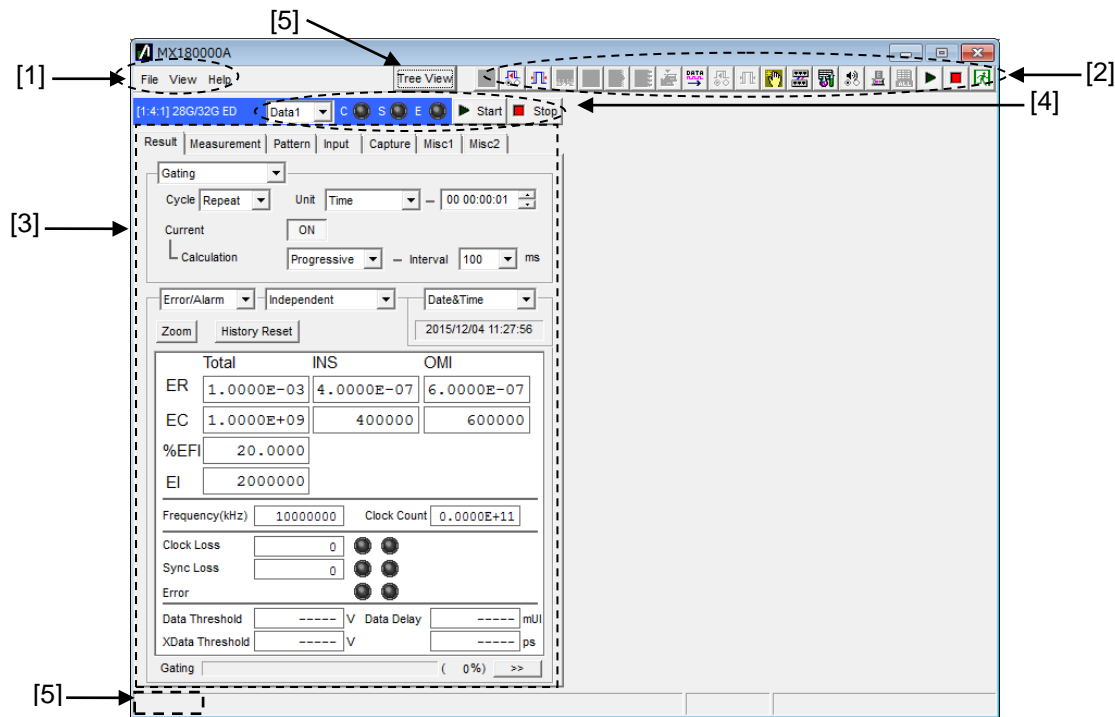 [5]
MX180000A
[1]
File View Help
Tree View
DATA
[2]
[4]
[1:4:1] 28G/32G ED
Data1
C S E
Start
Stop
Result Measurement Pattern Input Capture Misc1 Misc2
Gating
Cycle Repeat Unit Time – 00 00:00:01
[3]
Current ON
Calculation Progressive – Interval 100 ms
Error/Alarm Independent Date&Time
Zoom History Reset 2015/12/04 11:27:56
Total INS OMI
ER 1.0000E-03 4.0000E-07 6.0000E-07
EC 1.0000E+09 400000 600000
%EFI 20.0000
EI 2000000
Frequency(kHz) 10000000 Clock Count 0.0000E+11
Clock Loss 0
Sync Loss 0
Error
Data Threshold ----- V Data Delay ----- mUI
XData Threshold ----- V ----- ps
Gating ( 0%) >>
[5]